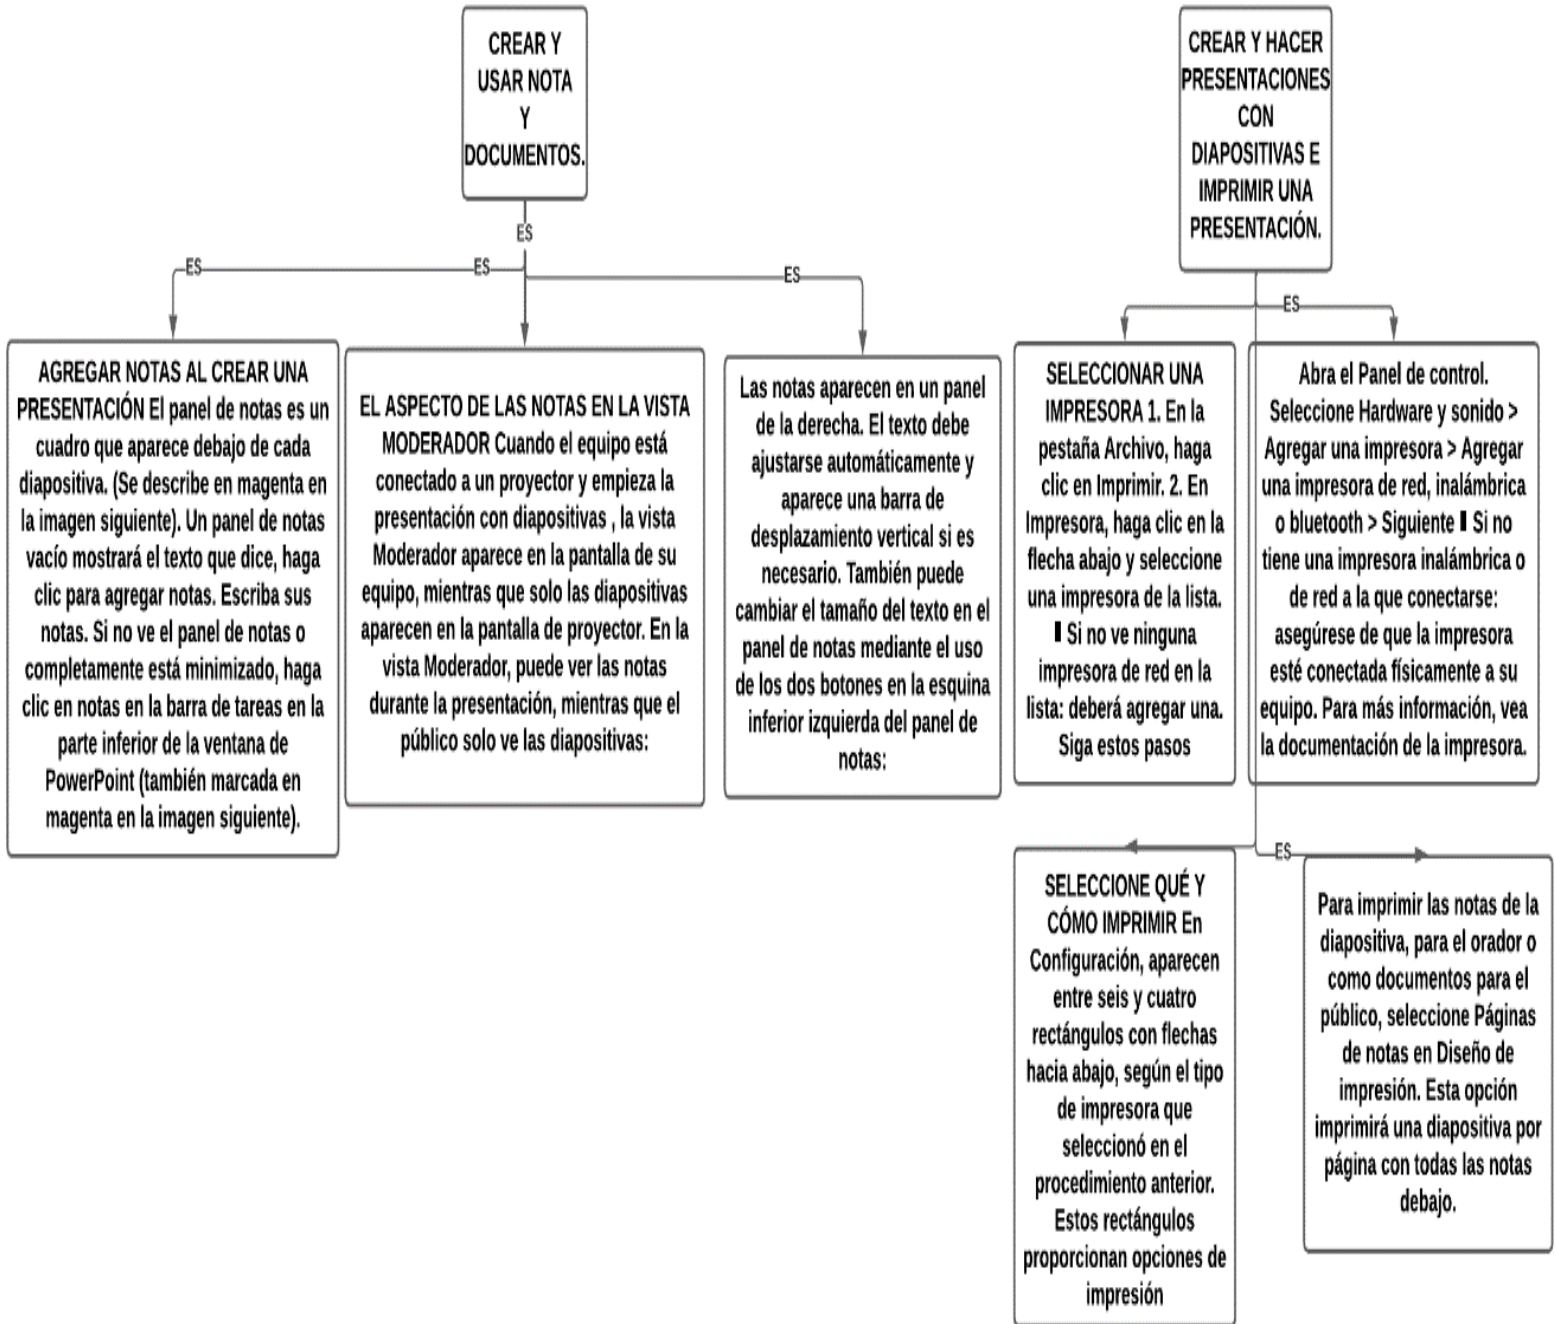 CREAR Y
USAR NOTA
Y
DOCUMENTOS.
ES
ES
ES
ES
AGREGAR NOTAS AL CREAR UNA
PRESENTACIÓN El panel de notas es un
cuadro que aparece debajo de cada
diapositiva. (Se describe en magenta en
la imagen siguiente). Un panel de notas
vacío mostrará el texto que dice, haga
clic para agregar notas. Escriba sus
notas. Si no ve el panel de notas o
completamente está minimizado, haga
clic en notas en la barra de tareas en la
parte inferior de la ventana de
PowerPoint (también marcada en
magenta en la imagen siguiente).
EL ASPECTO DE LAS NOTAS EN LA VISTA
MODERADOR Cuando el equipo está
conectado a un proyector y empieza la
presentación con diapositivas , la vista
Moderador aparece en la pantalla de su
equipo, mientras que solo las diapositivas
aparecen en la pantalla de proyector. En la
vista Moderador, puede ver las notas
durante la presentación, mientras que el
público solo ve las diapositivas:
Las notas aparecen en un panel
de la derecha. El texto debe
ajustarse automáticamente y
aparece una barra de
desplazamiento vertical si es
necesario. También puede
cambiar el tamaño del texto en el
panel de notas mediante el uso
de los dos botones en la esquina
inferior izquierda del panel de
notas:
CREAR Y HACER
PRESENTACIONES
CON
DIAPOSITIVAS E
IMPRIMIR UNA
PRESENTACIÓN.
ES
SELECCIONAR UNA
IMPRESORA 1. En la
pestaña Archivo, haga
clic en Imprimir. 2. En
Impresora, haga clic en la
flecha abajo y seleccione
una impresora de la lista.
▮ Si no ve ninguna
impresora de red en la
lista: deberá agregar una.
Siga estos pasos
Abra el Panel de control.
Seleccione Hardware y sonido >
Agregar una impresora > Agregar
una impresora de red, inalámbrica
o bluetooth > Siguiente ▮ Si no
tiene una impresora inalámbrica o
de red a la que conectarse:
asegúrese de que la impresora
esté conectada físicamente a su
equipo. Para más información, vea
la documentación de la impresora.
ES
SELECCIONE QUÉ Y
CÓMO IMPRIMIR En
Configuración, aparecen
entre seis y cuatro
rectángulos con flechas
hacia abajo, según el tipo
de impresora que
seleccionó en el
procedimiento anterior.
Estos rectángulos
proporcionan opciones de
impresión
Para imprimir las notas de la
diapositiva, para el orador o
como documentos para el
público, seleccione Páginas
de notas en Diseño de
impresión. Esta opción
imprimirá una diapositiva por
página con todas las notas
debajo.